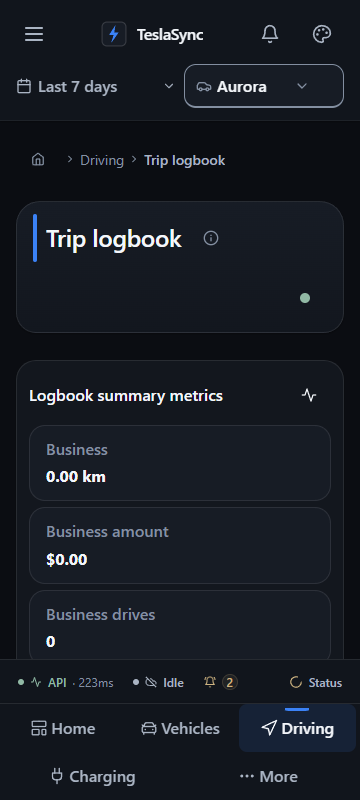 TeslaSync
Last 7 days
Aurora
Driving
Trip logbook
Trip logbook
Logbook summary metrics
Business
0.00 km
Business amount
$0.00
Business drives
0
API · 223ms
Idle
2
Status
Home
Vehicles
Driving
Charging
More